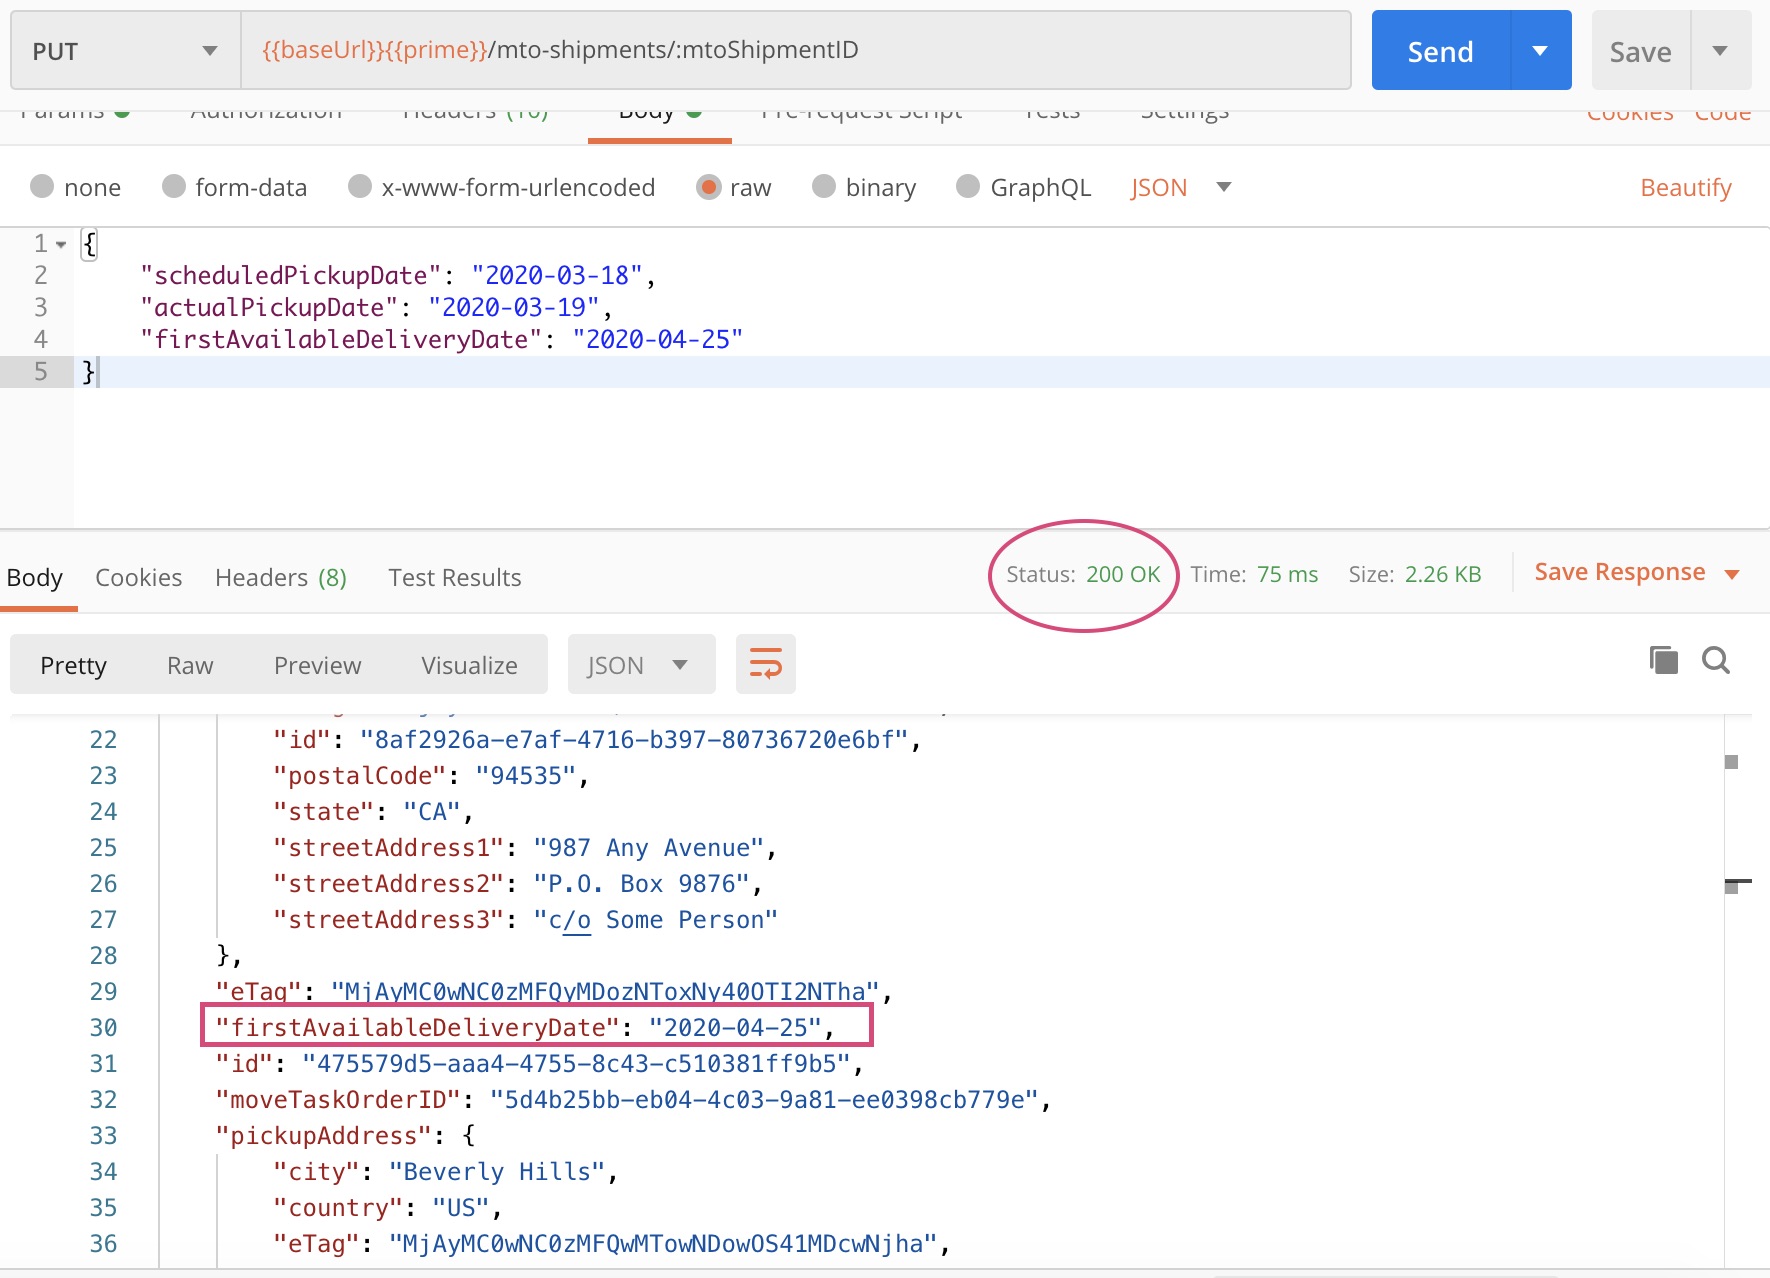 PUT {{baseUrl}}{{prime}}/mto-shipments/:mtoShipmentID Send Save
Params Authorization Headers (10) Body Pre-request Script Tests Settings Cookies Code
none form-data x-www-form-urlencoded raw binary GraphQL JSON Beautify
1 {
2 "scheduledPickupDate": "2020-03-18",
3 "actualPickupDate": "2020-03-19",
4 "firstAvailableDeliveryDate": "2020-04-25"
5 }
Body Cookies Headers (8) Test Results Status: 200 OK Time: 75 ms Size: 2.26 KB Save Response
Pretty Raw Preview Visualize JSON
22 "id": "8af2926a-e7af-4716-b397-80736720e6bf",
23 "postalCode": "94535",
24 "state": "CA",
25 "streetAddress1": "987 Any Avenue",
26 "streetAddress2": "P.O. Box 9876",
27 "streetAddress3": "c/o Some Person"
28 },
29 "eTag": "MjAyMC0wNC0zMFQyMDozNToxNy40OTI2NTha",
30 "firstAvailableDeliveryDate": "2020-04-25",
31 "id": "475579d5-aaa4-4755-8c43-c510381ff9b5",
32 "moveTaskOrderID": "5d4b25bb-eb04-4c03-9a81-ee0398cb779e",
33 "pickupAddress": {
34 "city": "Beverly Hills",
35 "country": "US",
36 "eTag": "MjAyMC0wNC0zMFQwMTowNDowOS41MDcwNjha",